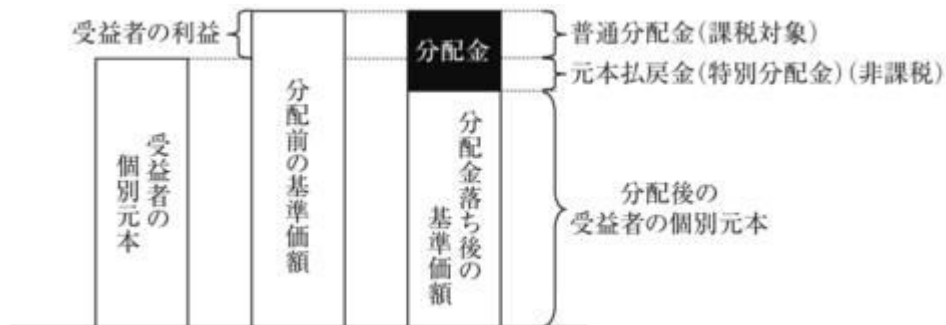 受益者の利益
分配金
普通分配金(課税対象)
元本払戻金(特別分配金)(非課税)
受益者の
個別元本
分配前の基準価額
分配金落ち後の
基準価額
分配後の
受益者の個別元本